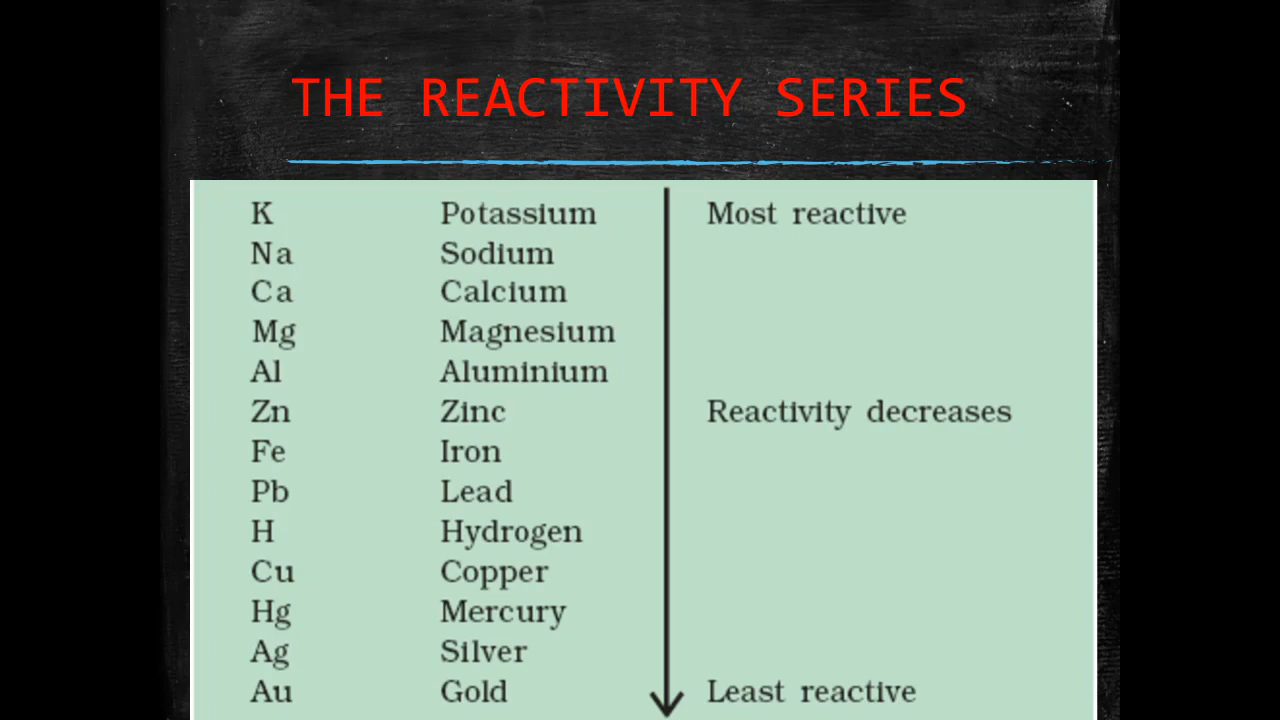 THE REACTIVITY SERIES
K Potassium Most reactive
Na Sodium
Ca Calcium
Mg Magnesium
Al Aluminium
Zn Zinc Reactivity decreases
Fe Iron
Pb Lead
H Hydrogen
Cu Copper
Hg Mercury
Ag Silver
Au Gold Least reactive